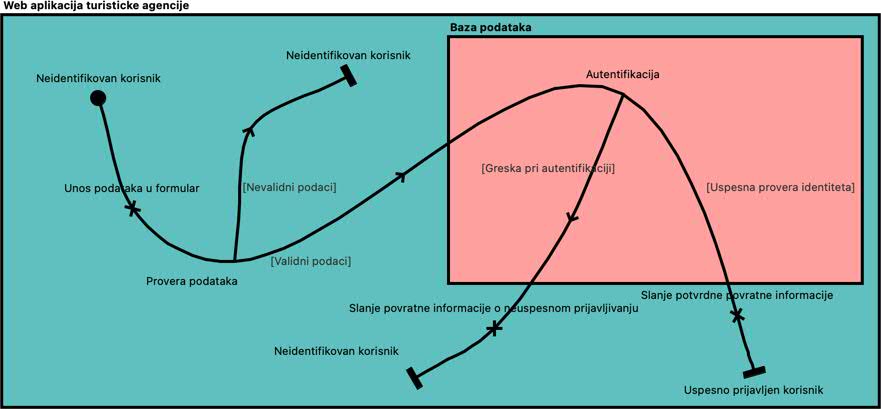 Web aplikacija turisticke agencije
Baza podataka
Neidentifikovan korisnik
Neidentifikovan korisnik
Autentifikacija
[Greska pri autentifikaciji]
Unos podataka u formular
[Nevalidni podaci]
[Uspesna provera identiteta]
[Validni podaci]
Provera podataka
Slanje potvrdne povratne informacije
Slanje povratne informacije o neuspesnom prijavljivanju
Neidentifikovan korisnik
Uspesno prijavljen korisnik